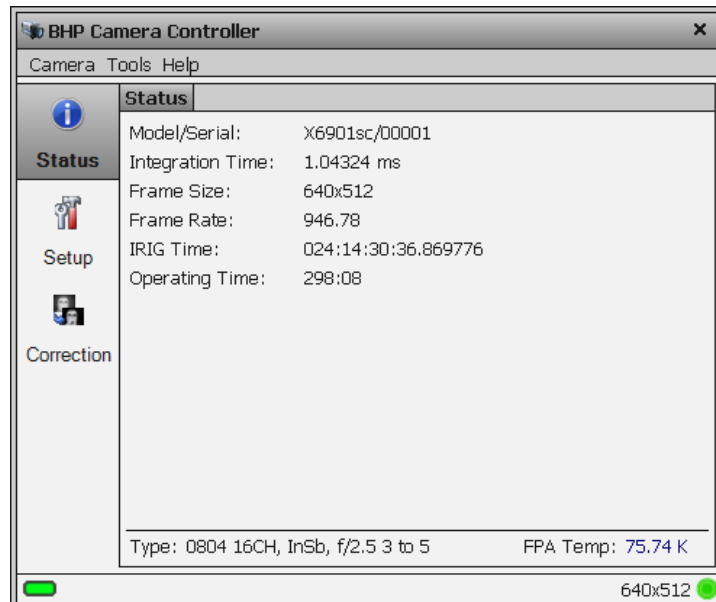 BHP Camera Controller
Camera Tools Help
Status
Status
Setup
Correction
Model/Serial: X6901sc/00001
Integration Time: 1.04324 ms
Frame Size: 640x512
Frame Rate: 946.78
IRIG Time: 024:14:30:36.869776
Operating Time: 298:08
Type: 0804 16CH, InSb, f/2.5 3 to 5 FPA Temp: 75.74 K
640x512